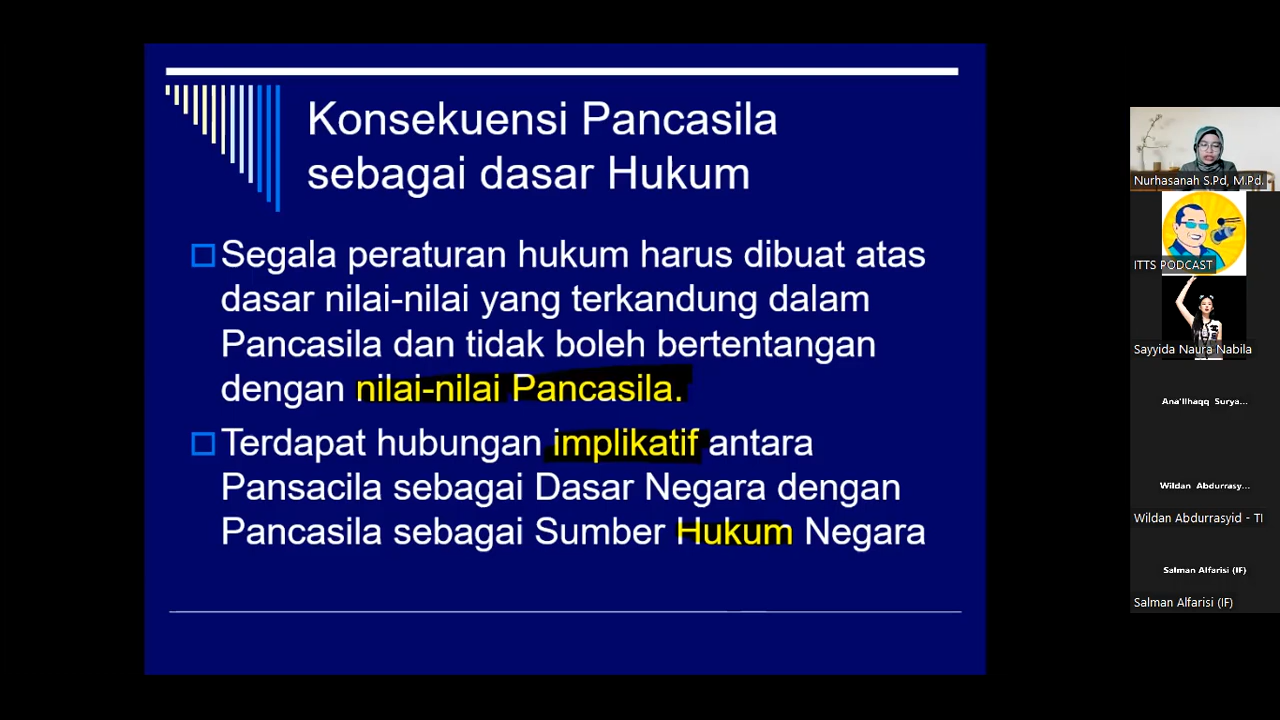 Konsekuensi Pancasila
sebagai dasar Hukum
Segala peraturan hukum harus dibuat atas
dasar nilai-nilai yang terkandung dalam
Pancasila dan tidak boleh bertentangan
dengan nilai-nilai Pancasila.
Terdapat hubungan implikatif antara
Pansacila sebagai Dasar Negara dengan
Pancasila sebagai Sumber Hukum Negara
Nurhasanah S.Pd, M.Pd.
ITTS PODCAST
Sayyida Naura Nabila
Ana'llhaqq Surya...
Wildan Abdurrasy...
Wildan Abdurrasyid - TI
Salman Alfarisi (IF)
Salman Alfarisi (IF)